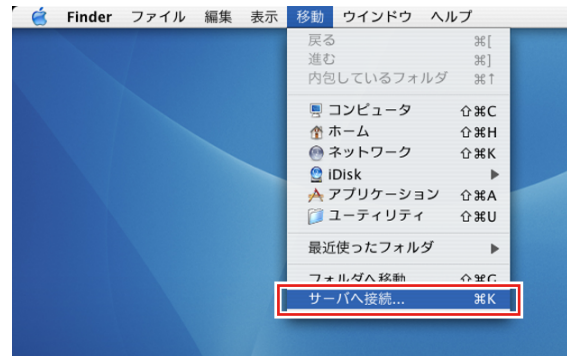 Finder ファイル 編集 表示 移動 ウインドウ ヘルプ
戻る ⌘[
進む ⌘]
内包しているフォルダ ⌘↑
コンピュータ ⇧⌘C
ホーム ⇧⌘H
ネットワーク ⇧⌘K
iDisk ▶
アプリケーション ⇧⌘A
ユーティリティ ⇧⌘U
最近使ったフォルダ ▶
フォルダへ移動 ⇧⌘G
サーバへ接続... ⌘K